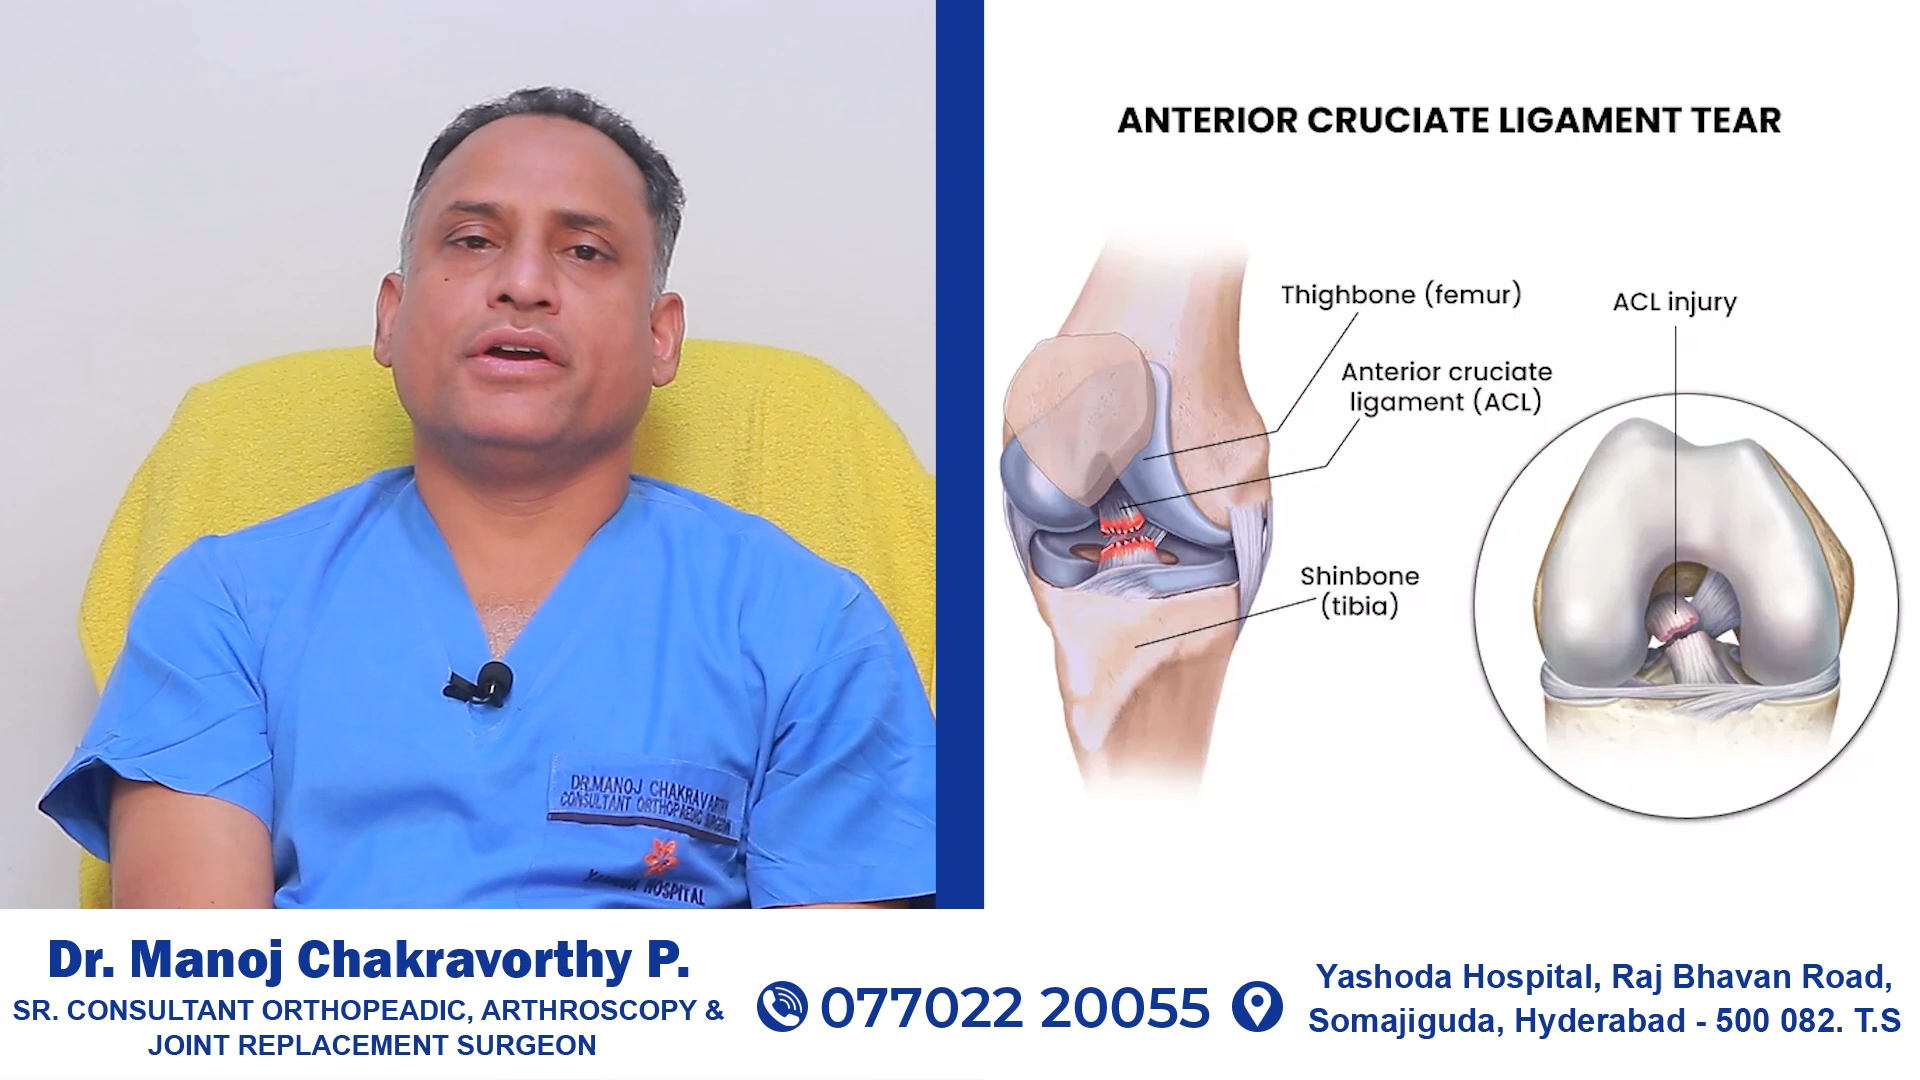 ANTERIOR CRUCIATE LIGAMENT TEAR
Thighbone (femur)
ACL injury
Anterior cruciate
ligament (ACL)
Shinbone
(tibia)
DR.MANOJ CHAKRAVARTHY
CONSULTANT ORTHOPAEDIC SURGEON
HOSPITAL
Dr. Manoj Chakravorthy P.
SR. CONSULTANT ORTHOPEADIC, ARTHROSCOPY &
JOINT REPLACEMENT SURGEON
077022 20055
Yashoda Hospital, Raj Bhavan Road,
Somajiguda, Hyderabad - 500 082. T.S